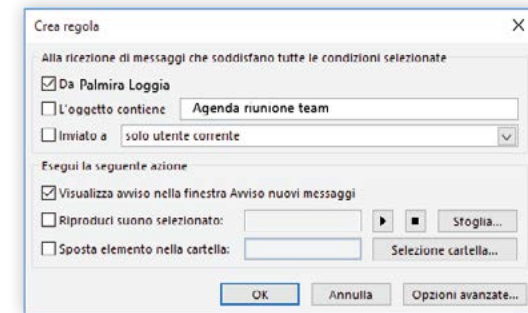 Crea regola
Alla ricezione di messaggi che soddisfano tutte le condizioni selezionate
Da Palmira Loggia
L'oggetto contiene Agenda riunione team
Inviato a solo utente corrente
Esegui la seguente azione
Visualizza avviso nella finestra Avviso nuovi messaggi
Riproduci suono selezionato: Sfoglia...
Sposta elemento nella cartella: Selezione cartella...
OK Annulla Opzioni avanzate...